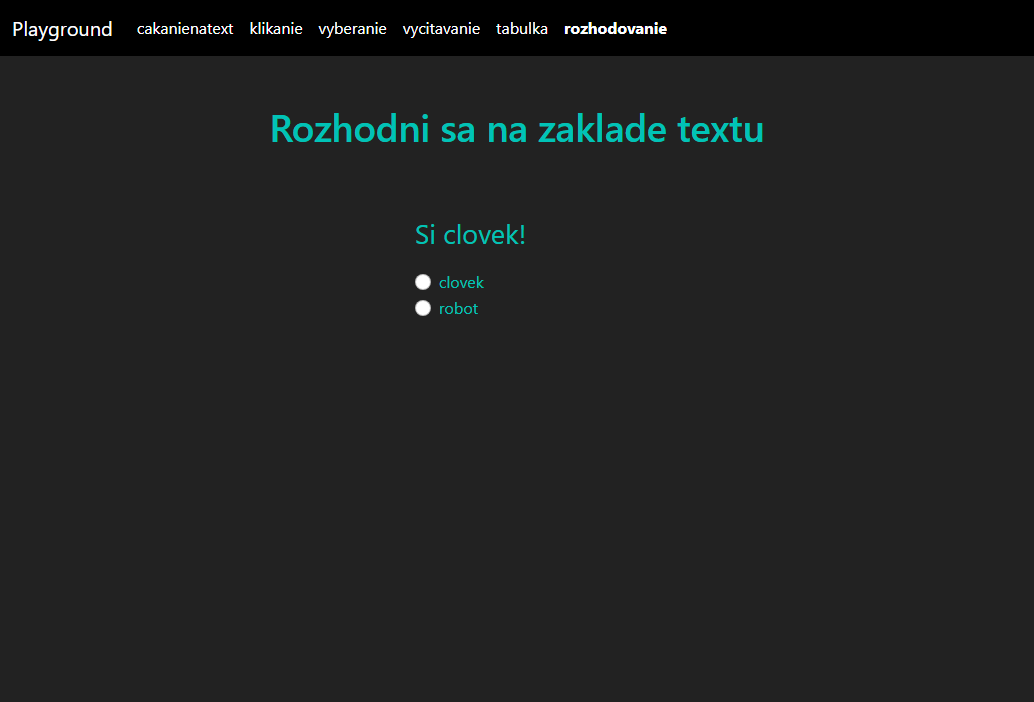 Playground cakanienatext klikanie vyberanie vycitavanie tabulka rozhodovanie
Rozhodni sa na zaklade textu
Si clovek!
clovek
robot